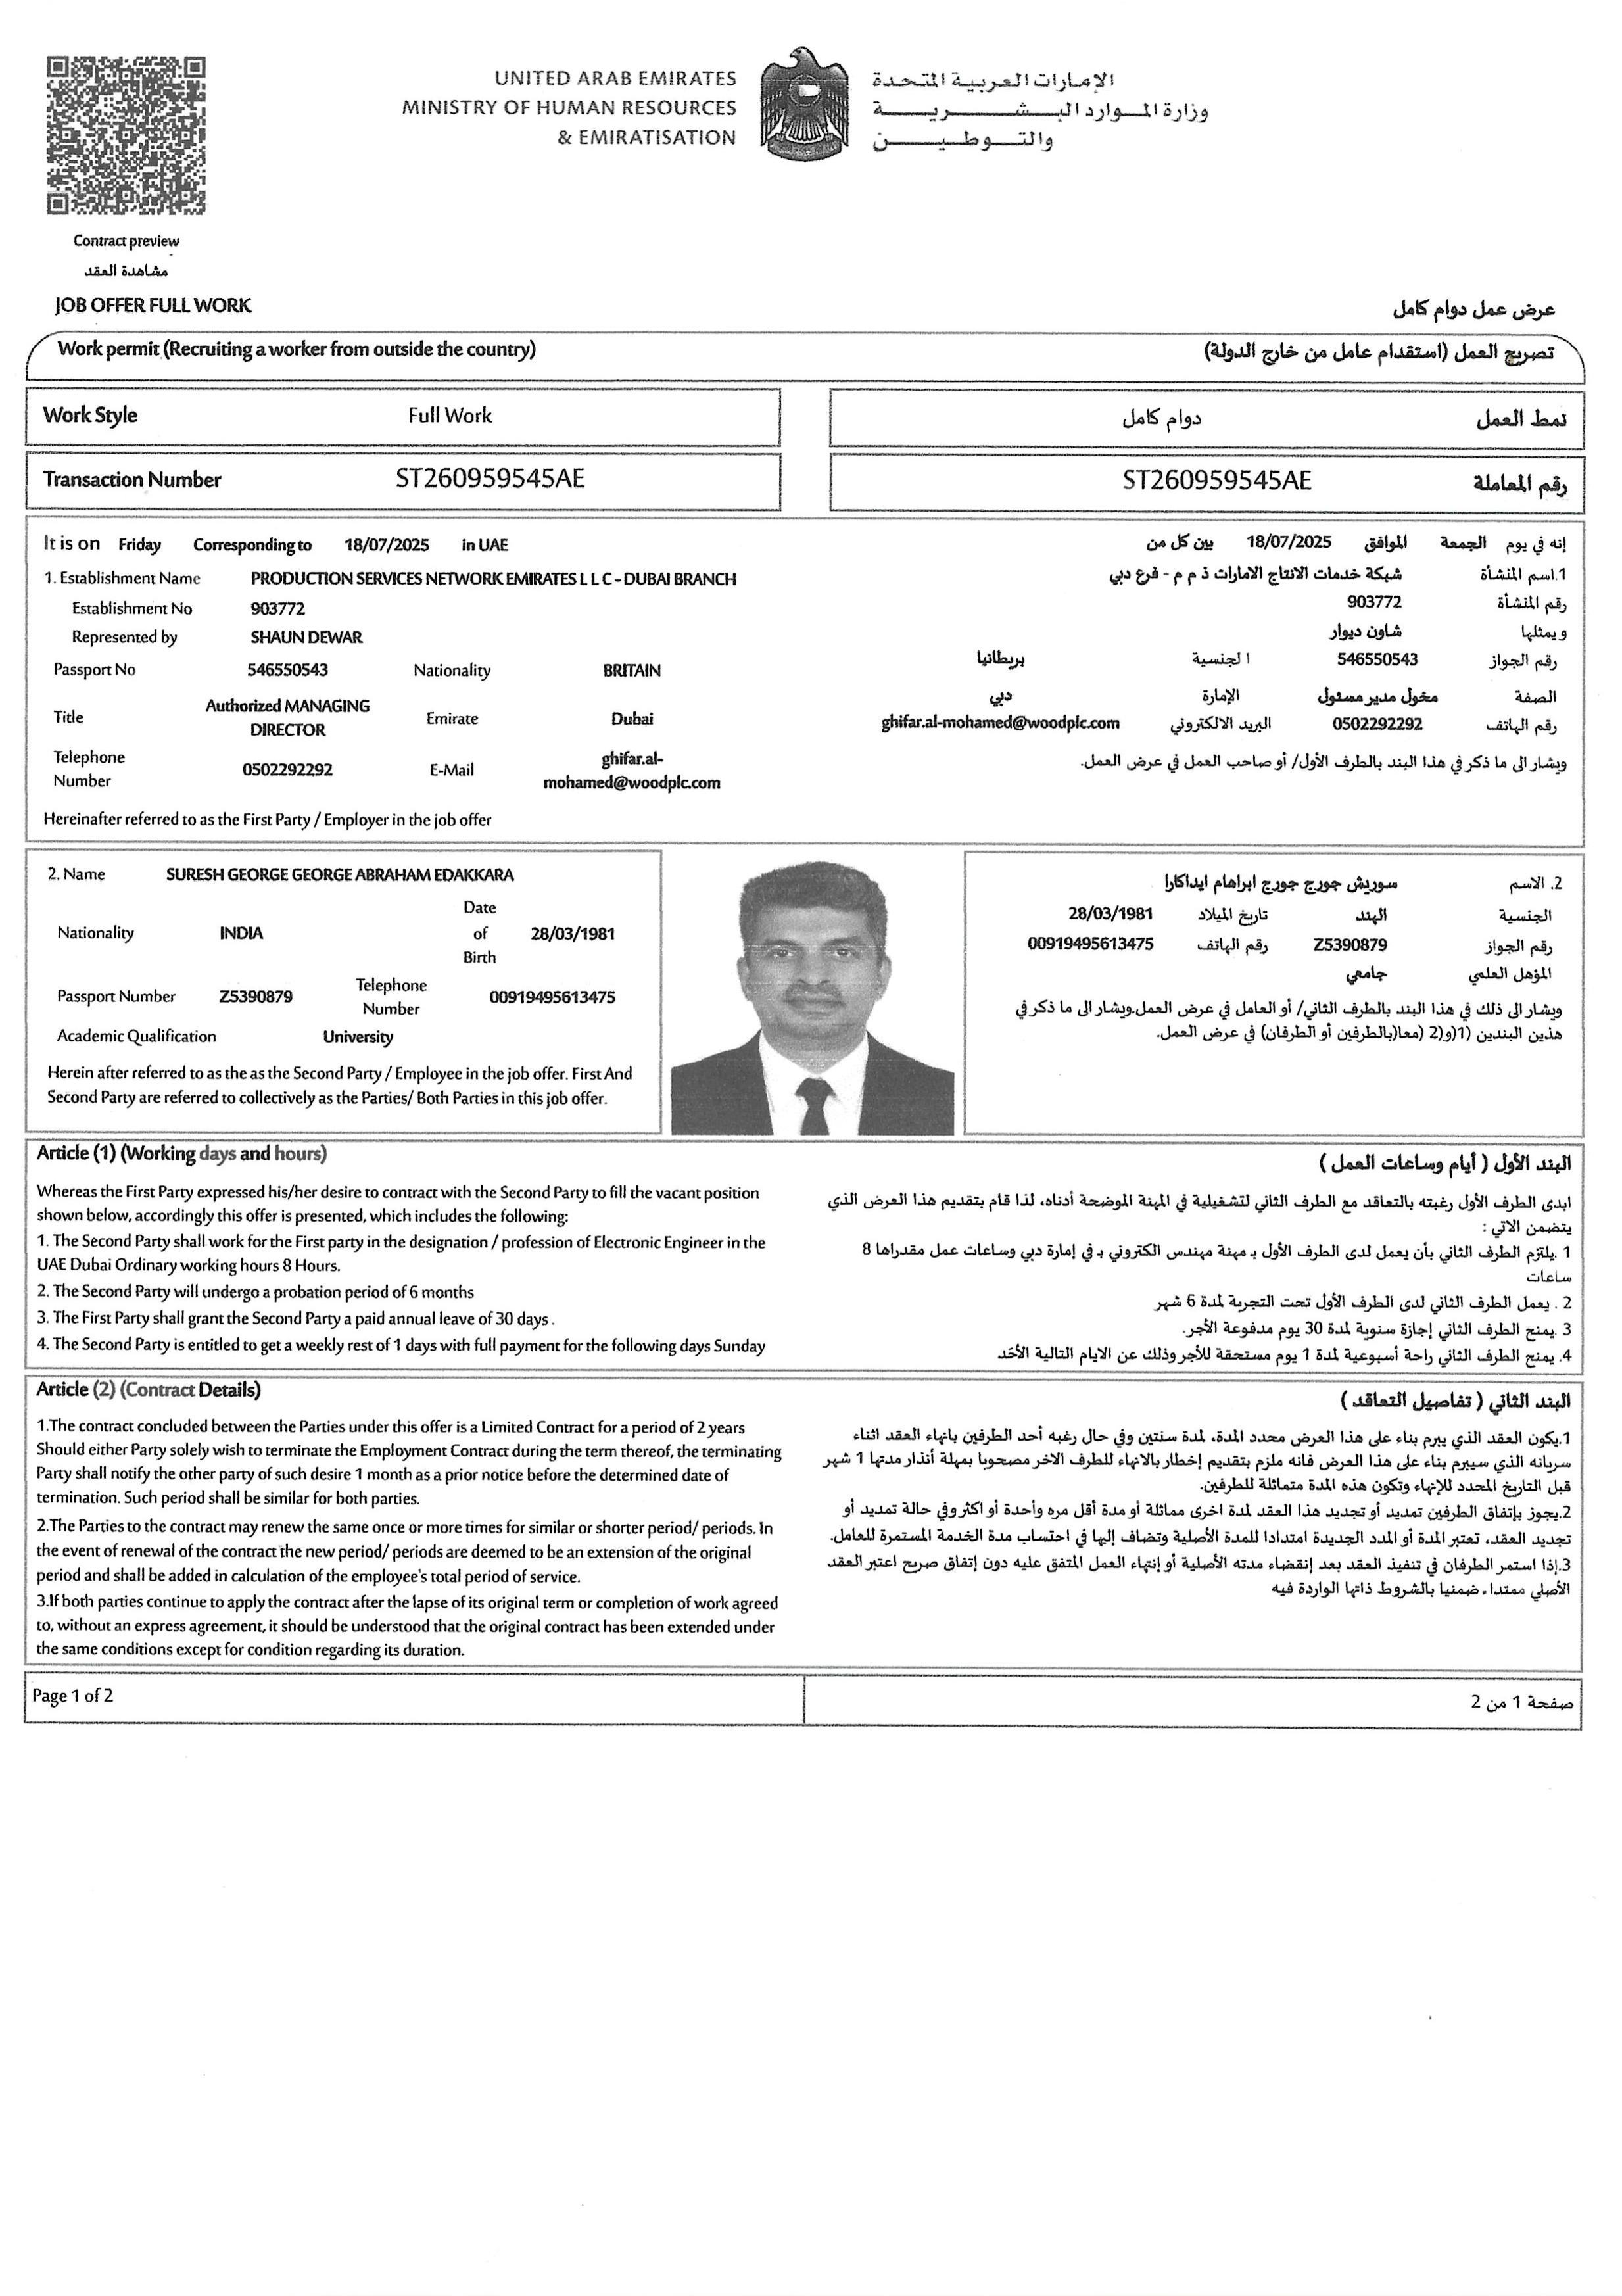 UNITED ARAB EMIRATES
MINISTRY OF HUMAN RESOURCES
& EMIRATISATION
الإمارات العربية المتحدة
وزارة الموارد البشرية
والتوطين
Contract preview
مشاهدة العقد
JOB OFFER FULL WORK
عرض عمل دوام كامل
Work permit (Recruiting a worker from outside the country)
تصريح العمل (استقدام عامل من خارج الدولة)
Work Style Full Work
دوام كامل نمط العمل
Transaction Number ST260959545AE
ST260959545AE رقم المعاملة
It is on Friday Corresponding to 18/07/2025 in UAE
1. Establishment Name PRODUCTION SERVICES NETWORK EMIRATES L L C - DUBAI BRANCH
Establishment No 903772
Represented by SHAUN DEWAR
Passport No 546550543 Nationality BRITAIN
Title Authorized MANAGING DIRECTOR Emirate Dubai
Telephone Number 0502292292 E-Mail ghifar.al-mohamed@woodplc.com
Hereinafter referred to as the First Party / Employer in the job offer
إنه في يوم الجمعة الموافق 18/07/2025 بين كل من
1.اسم المنشأة شبكة خدمات الانتاج الامارات ذ م م - فرع دبي
رقم المنشأة 903772
ويمثلها شاون ديوار
رقم الجواز 546550543 الجنسية بريطانيا
الصفة مخول مدير مسئول الإمارة دبي
رقم الهاتف 0502292292 البريد الالكتروني ghifar.al-mohamed@woodplc.com
ويشار الى ما ذكر في هذا البند بالطرف الأول/ أو صاحب العمل في عرض العمل.
2. Name SURESH GEORGE GEORGE ABRAHAM EDAKKARA
Nationality INDIA Date of Birth 28/03/1981
Passport Number Z5390879 Telephone Number 00919495613475
Academic Qualification University
Herein after referred to as the as the Second Party / Employee in the job offer. First And
Second Party are referred to collectively as the Parties/ Both Parties in this job offer.
2. الاسم سوريش جورج جورج ابراهام ايداكارا
الجنسية الهند تاريخ الميلاد 28/03/1981
رقم الجواز Z5390879 رقم الهاتف 00919495613475
المؤهل العلمي جامعي
ويشار الى ذلك في هذا البند بالطرف الثاني/ أو العامل في عرض العمل.ويشار الى ما ذكر في
هذين البندين (1)و(2) معا(بالطرفين أو الطرفان) في عرض العمل.
Article (1) (Working days and hours)
Whereas the First Party expressed his/her desire to contract with the Second Party to fill the vacant position
shown below, accordingly this offer is presented, which includes the following:
1. The Second Party shall work for the First party in the designation / profession of Electronic Engineer in the
UAE Dubai Ordinary working hours 8 Hours.
2. The Second Party will undergo a probation period of 6 months
3. The First Party shall grant the Second Party a paid annual leave of 30 days .
4. The Second Party is entitled to get a weekly rest of 1 days with full payment for the following days Sunday
البند الأول ( أيام وساعات العمل )
ابدى الطرف الأول رغبته بالتعاقد مع الطرف الثاني لتشغيلية في المهنة الموضحة أدناه، لذا قام بتقديم هذا العرض الذي
يتضمن الاتي :
1 .يلتزم الطرف الثاني بأن يعمل لدى الطرف الأول بـ مهنة مهندس الكتروني بـ في إمارة دبي وساعات عمل مقدراها 8
ساعات
2 . يعمل الطرف الثاني لدى الطرف الأول تحت التجربة لمدة 6 شهر
3 .يمنح الطرف الثاني إجازة سنوية لمدة 30 يوم مدفوعة الأجر.
4. يمنح الطرف الثاني راحة أسبوعية لمدة 1 يوم مستحقة للأجر وذلك عن الايام التالية الأحَد
Article (2) (Contract Details)
1.The contract concluded between the Parties under this offer is a Limited Contract for a period of 2 years
Should either Party solely wish to terminate the Employment Contract during the term thereof, the terminating
Party shall notify the other party of such desire 1 month as a prior notice before the determined date of
termination. Such period shall be similar for both parties.
2.The Parties to the contract may renew the same once or more times for similar or shorter period/ periods. In
the event of renewal of the contract the new period/ periods are deemed to be an extension of the original
period and shall be added in calculation of the employee's total period of service.
3.If both parties continue to apply the contract after the lapse of its original term or completion of work agreed
to, without an express agreement, it should be understood that the original contract has been extended under
the same conditions except for condition regarding its duration.
البند الثاني ( تفاصيل التعاقد )
1.يكون العقد الذي يبرم بناء على هذا العرض محدد المدة، لمدة سنتين وفي حال رغبه أحد الطرفين بانهاء العقد اثناء
سريانه الذي سيبرم بناء على هذا العرض فانه ملزم بتقديم إخطار بالانهاء للطرف الاخر مصحوبا بمهلة أنذار مدتها 1 شهر
قبل التاريخ المحدد للإنهاء وتكون هذه المدة متماثلة للطرفين.
2.يجوز بإتفاق الطرفين تمديد أو تجديد هذا العقد لمدة اخرى مماثلة أو مدة أقل مره وأحدة أو اكثر وفي حالة تمديد أو
تجديد العقد، تعتبر المدة أو المدد الجديدة امتدادا للمدة الأصلية وتضاف إليها في احتساب مدة الخدمة المستمرة للعامل.
3.إذا استمر الطرفان في تنفيذ العقد بعد إنقضاء مدته الأصلية أو إنتهاء العمل المتفق عليه دون إتفاق صريح اعتبر العقد
الأصلي ممتداء ضمنيا بالشروط ذاتها الواردة فيه
Page 1 of 2
صفحة 1 من 2